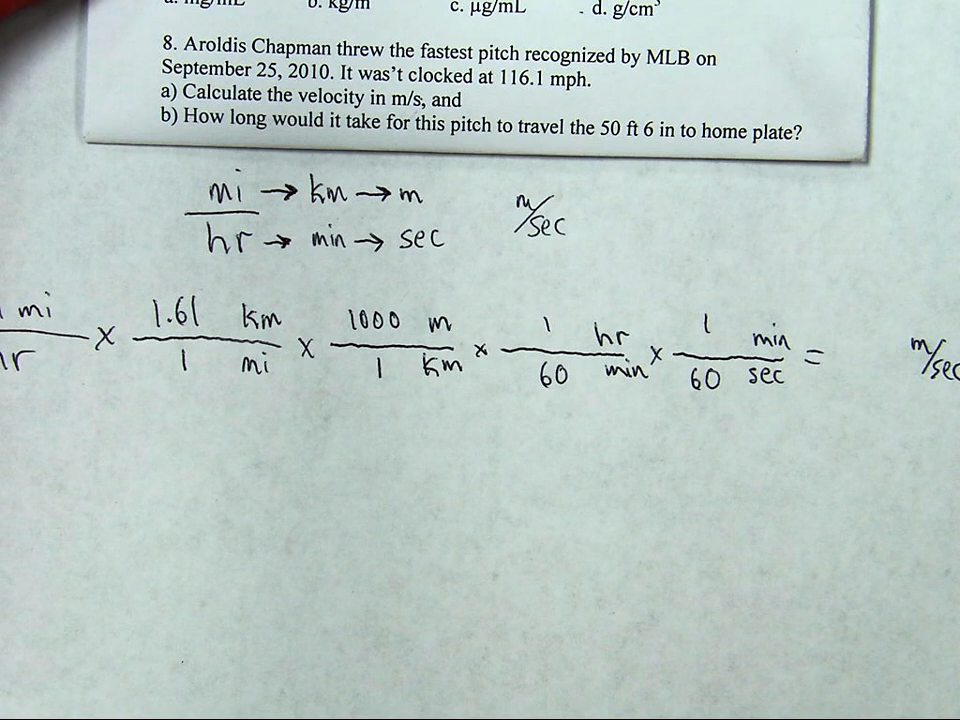 b. kg/m c. µg/mL d. g/cm³
8. Aroldis Chapman threw the fastest pitch recognized by MLB on
September 25, 2010. It was't clocked at 116.1 mph.
a) Calculate the velocity in m/s, and
b) How long would it take for this pitch to travel the 50 ft 6 in to home plate?
mi → km → m m/sec
hr → min → sec
mi x 1.61 km x 1000 m x 1 hr x 1 min = m/sec
hr 1 mi 1 km 60 min 60 sec